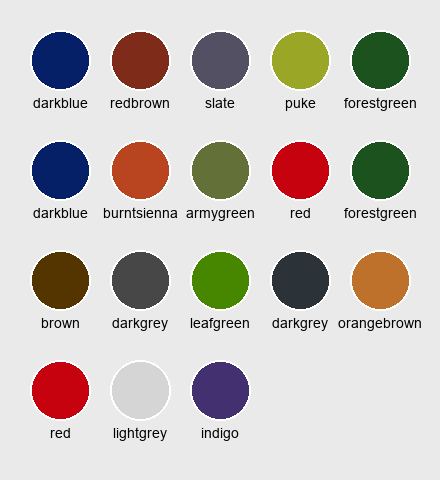 darkblue redbrown slate puke forestgreen
darkblue burntsienna armygreen red forestgreen
brown darkgrey leafgreen darkgrey orangebrown
red lightgrey indigo